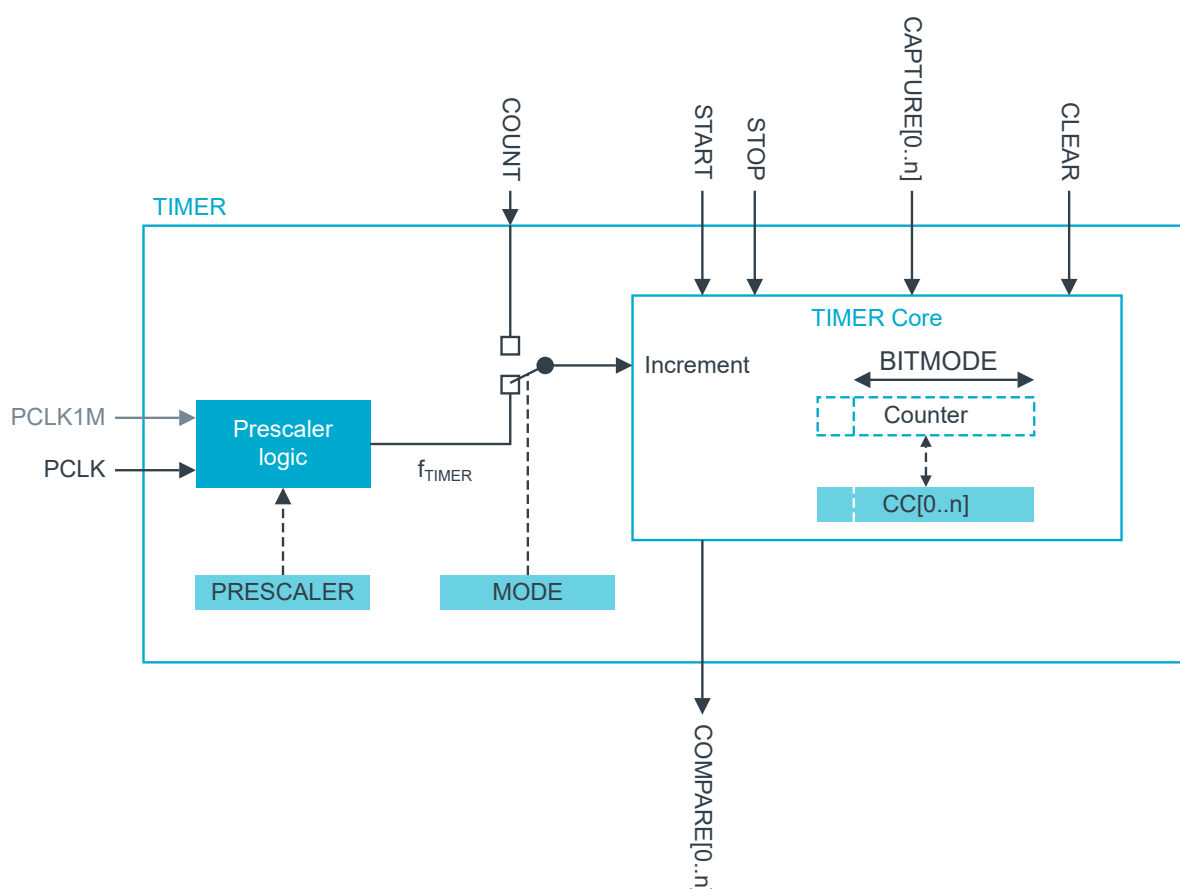 COUNT
START
STOP
CAPTURE[0..n]
CLEAR
TIMER
TIMER Core
Increment
BITMODE
Counter
CC[0..n]
PCLK1M
PCLK
Prescaler
logic
fTIMER
PRESCALER
MODE
COMPARE[0..n]